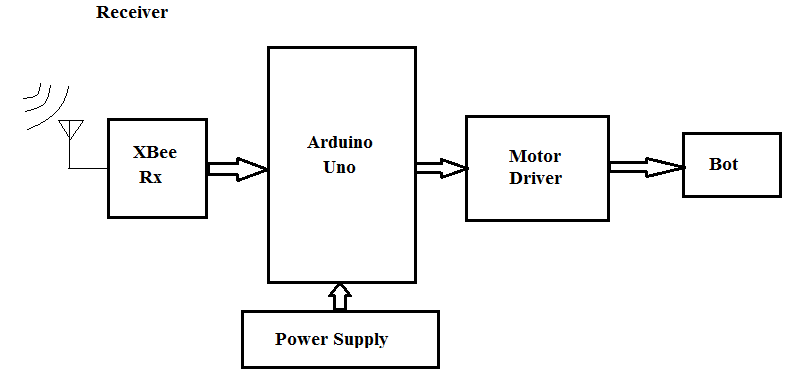 Receiver
XBee
Rx
Arduino
Uno
Motor
Driver
Bot
Power Supply